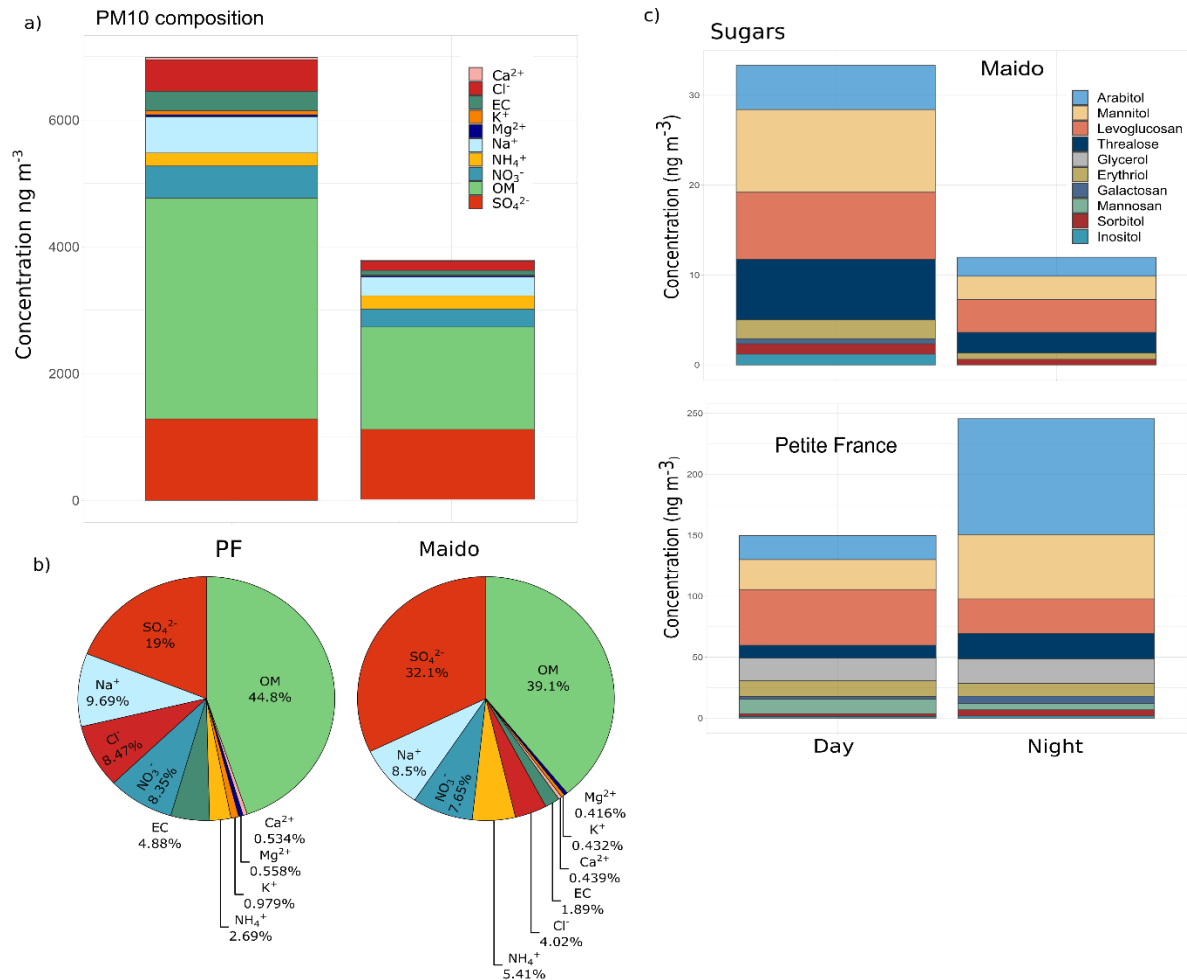 a)
PM10 composition
Concentration ng m⁻³
6000
4000
2000
0
Ca²⁺
Cl⁻
EC
K⁺
Mg²⁺
Na⁺
NH₄⁺
NO₃⁻
OM
SO₄²⁻
PF
Maido
b)
SO₄²⁻
19%
Na⁺
9.69%
Cl⁻
8.47%
NO₃⁻
8.35%
EC
4.88%
OM
44.8%
Ca²⁺
0.534%
Mg²⁺
0.558%
K⁺
0.979%
NH₄⁺
2.69%
SO₄²⁻
32.1%
OM
39.1%
Na⁺
8.5%
NO₃⁻
7.65%
Mg²⁺
0.416%
K⁺
0.432%
Ca²⁺
0.439%
EC
1.89%
Cl⁻
4.02%
NH₄⁺
5.41%
c)
Sugars
Maido
Concentration (ng m⁻³)
30
20
10
0
Arabitol
Mannitol
Levoglucosan
Threalose
Glycerol
Erythriol
Galactosan
Mannosan
Sorbitol
Inositol
Petite France
Concentration (ng m⁻³)
250
200
150
100
50
0
Day
Night